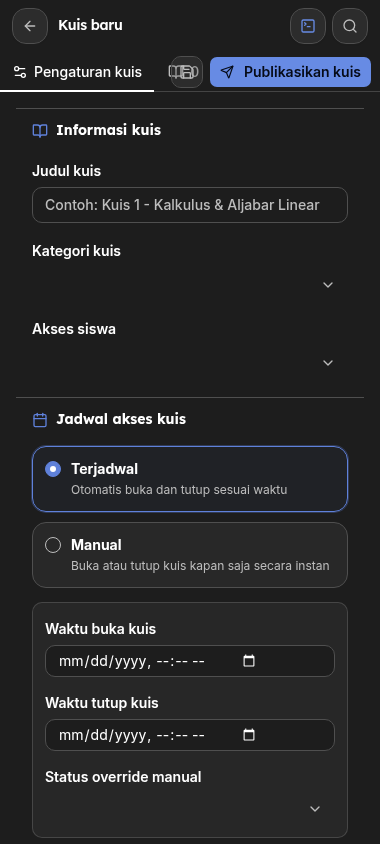 Kuis baru
Pengaturan kuis
Publikasikan kuis
Informasi kuis
Judul kuis
Contoh: Kuis 1 - Kalkulus & Aljabar Linear
Kategori kuis
Akses siswa
Jadwal akses kuis
Terjadwal
Otomatis buka dan tutup sesuai waktu
Manual
Buka atau tutup kuis kapan saja secara instan
Waktu buka kuis
mm/dd/yyyy, --:-- --
Waktu tutup kuis
mm/dd/yyyy, --:-- --
Status override manual